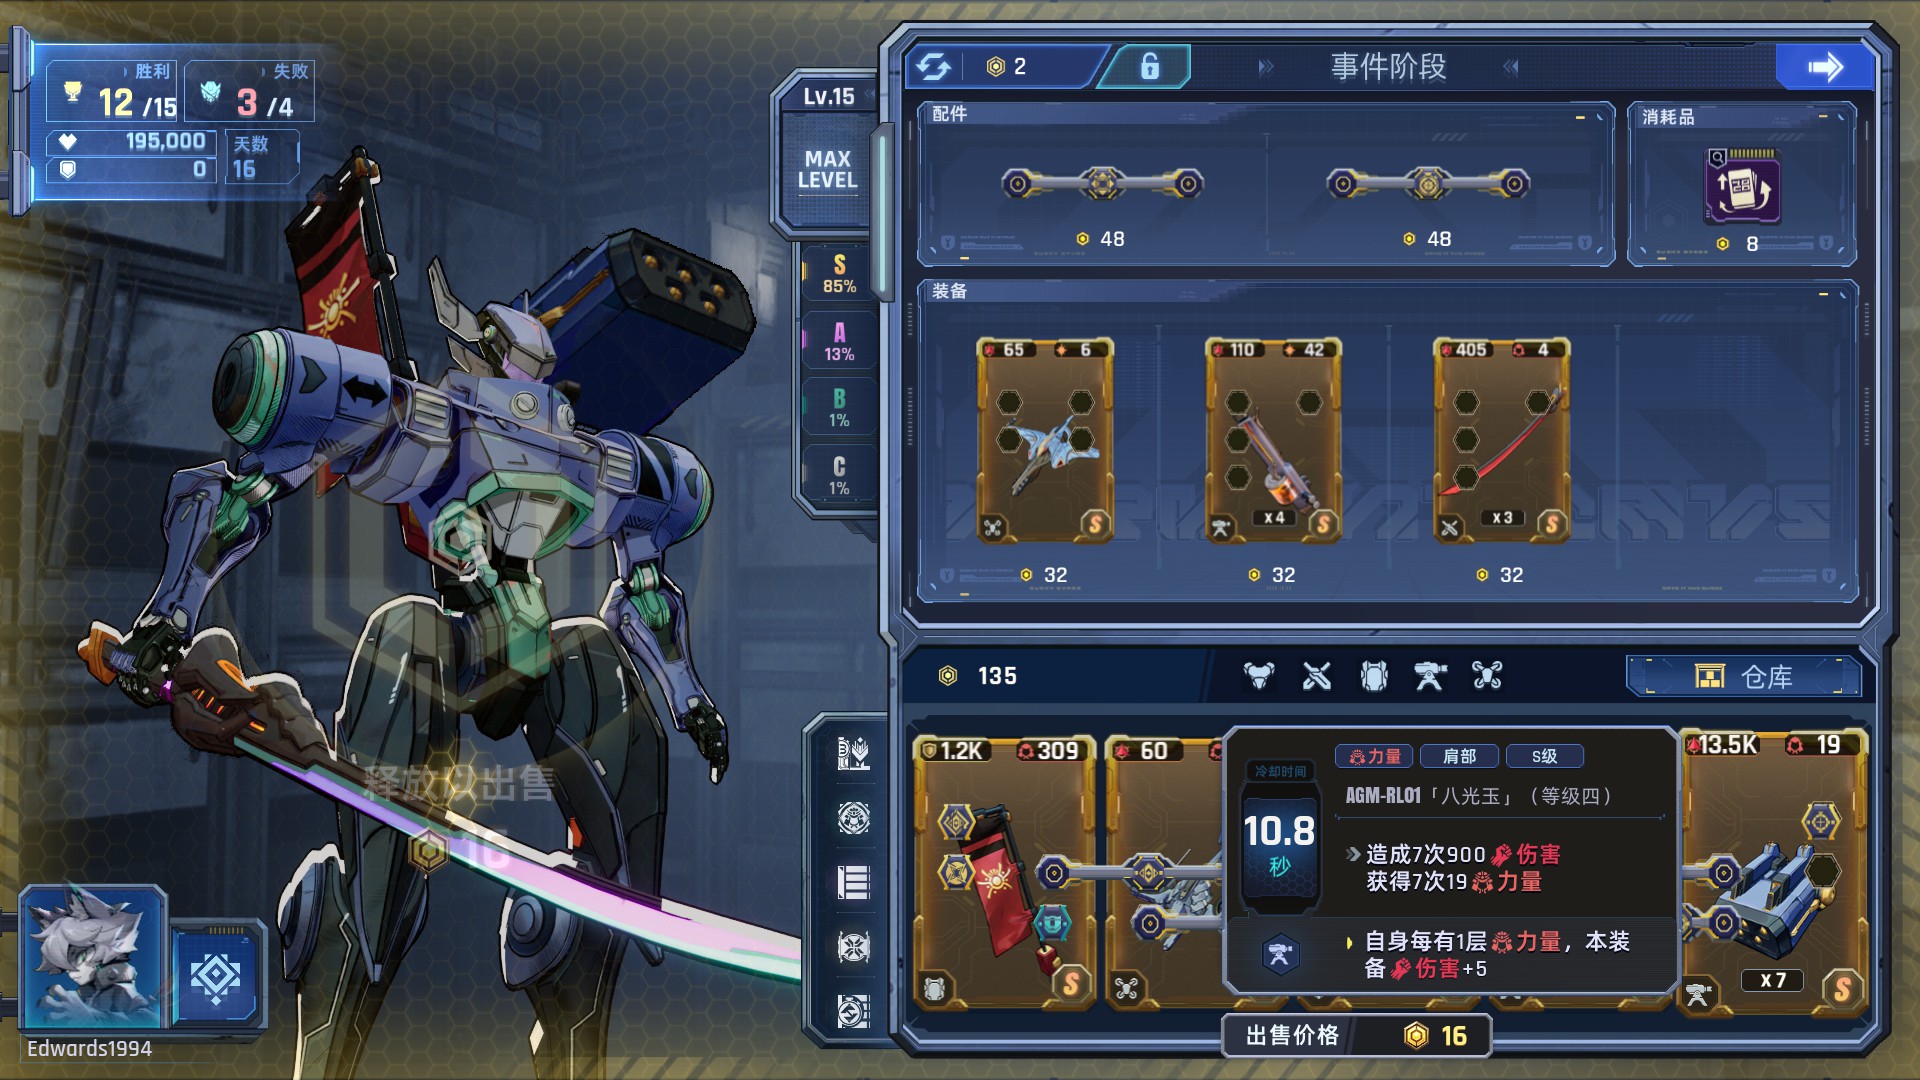 胜利
12 /15
失败
3 /4
195,000
0
天数
16
Lv.15
MAX
LEVEL
S
85%
A
13%
B
1%
C
1%
2
事件阶段
配件
48
48
消耗品
8
装备
65
6
110
42
405
4
x4
x3
S
S
S
32
32
32
135
仓库
释放以出售
16
1.2K
309
60
13.5K
19
S
x7
S
冷却时间
10.8
秒
力量
肩部
S级
AGM-RL01「八光玉」（等级四）
造成7次900伤害
获得7次19力量
自身每有1层力量，本装
备伤害+5
出售价格
16
Edwards1994